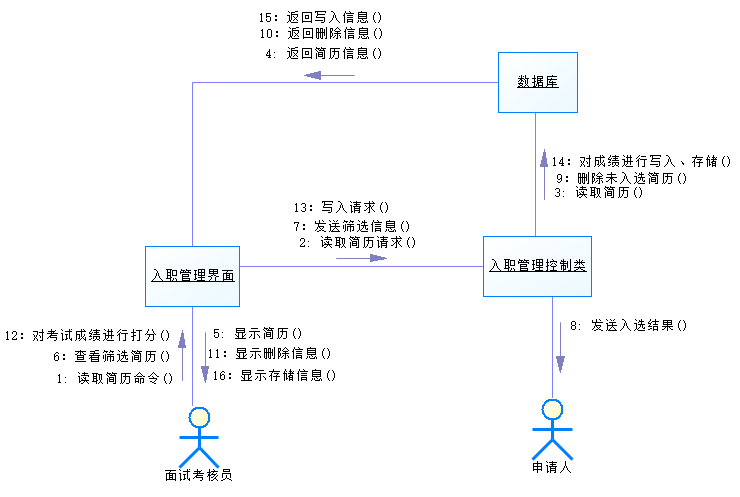 15: 返回写入信息()
10: 返回删除信息()
4: 返回简历信息()
数据库
14: 对成绩进行写入、存储()
9: 删除未入选简历()
3: 读取简历()
13: 写入请求()
7: 发送筛选信息()
2: 读取简历请求()
入职管理界面
入职管理控制类
12: 对考试成绩进行打分()
6: 查看筛选简历()
1: 读取简历命令()
5: 显示简历()
11: 显示删除信息()
16: 显示存储信息()
8: 发送入选结果()
面试考核员
申请人